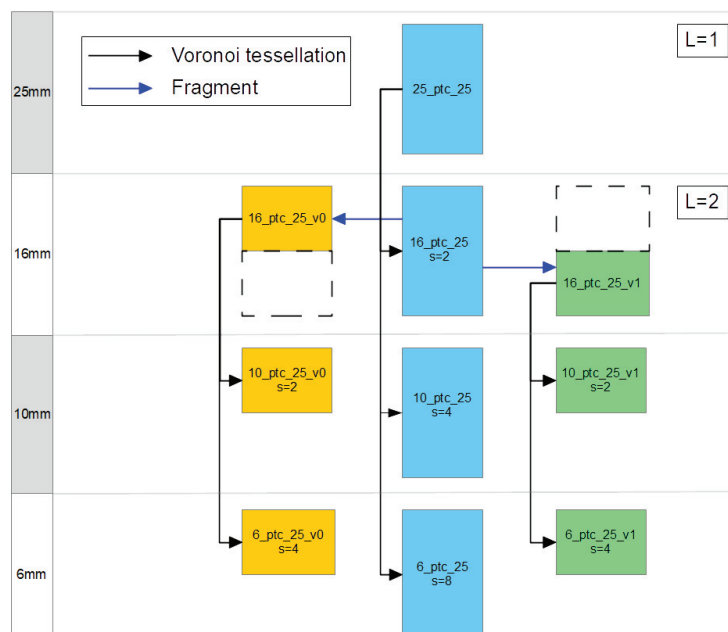 Voronoi tessellation
Fragment
L=1
25mm
25_ptc_25
L=2
16mm
16_ptc_25_v0
16_ptc_25
s=2
16_ptc_25_v1
10mm
10_ptc_25_v0
s=2
10_ptc_25
s=4
10_ptc_25_v1
s=2
6mm
6_ptc_25_v0
s=4
6_ptc_25
s=8
6_ptc_25_v1
s=4